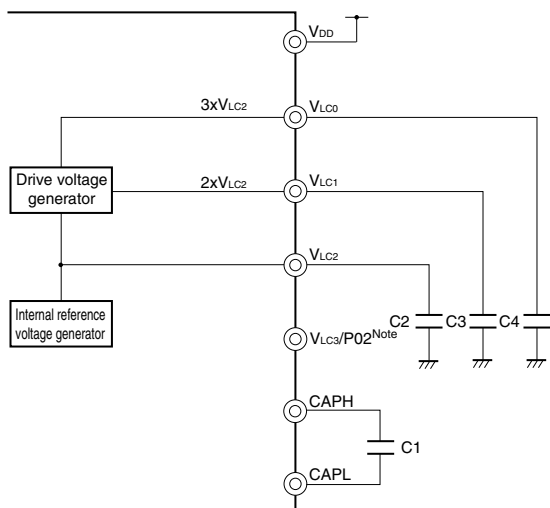 VDD
3xVLC2
VLC0
Drive voltage
generator
2xVLC2
VLC1
VLC2
Internal reference
voltage generator
C2 C3 C4
VLC3/P02Note
CAPH
C1
CAPL